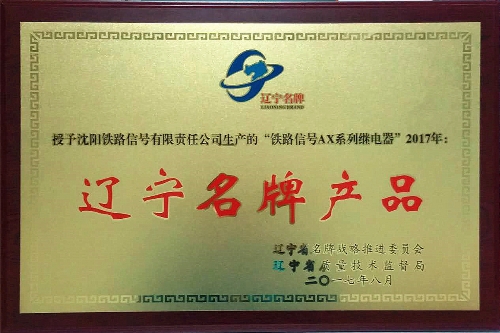 辽宁名牌
LIAONING BRAND
授予沈阳铁路信号有限责任公司生产的“铁路信号AX系列继电器”2017年:
辽宁名牌产品
辽宁省名牌战略推进委员会
辽宁省质量技术监督局
二〇一七年八月